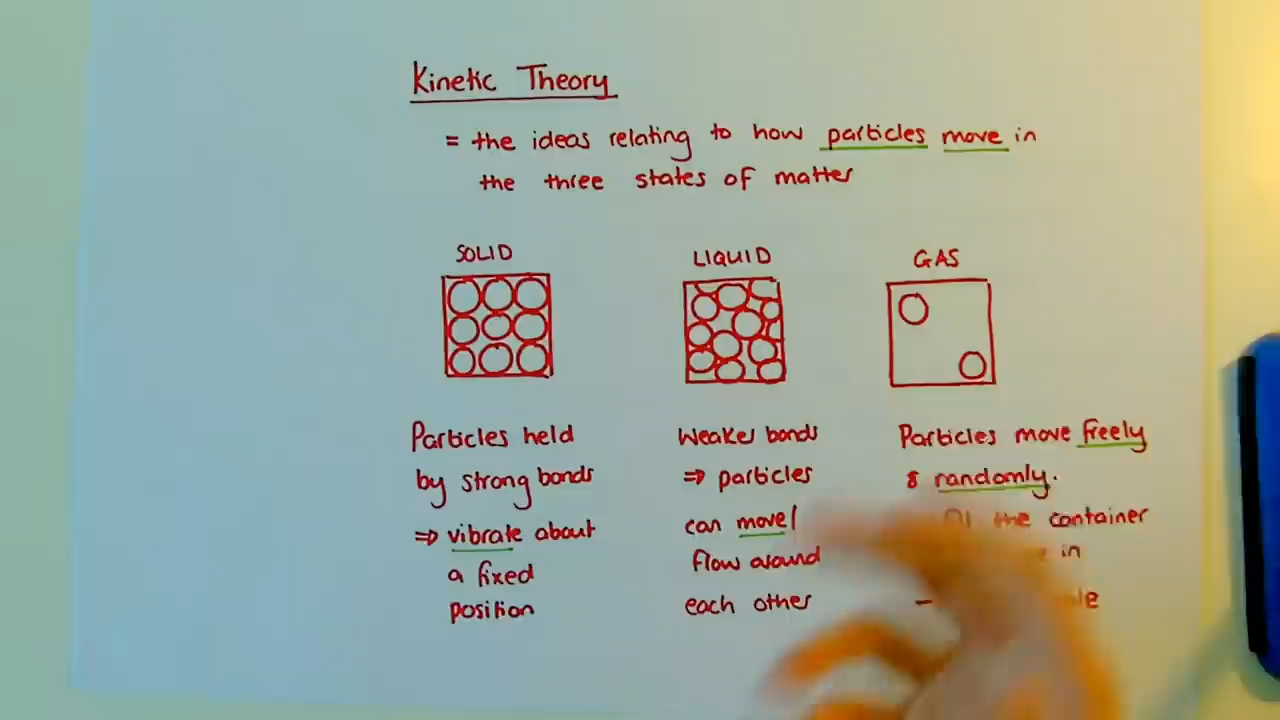 Kinetic Theory
= the ideas relating to how particles move in
the three states of matter
SOLID
LIQUID
GAS
Particles held
by strong bonds
⇒ vibrate about
a fixed
position
Weaker bonds
⇒ particles
can move/
flow around
each other
Particles move freely
& randomly.
the container
in
-